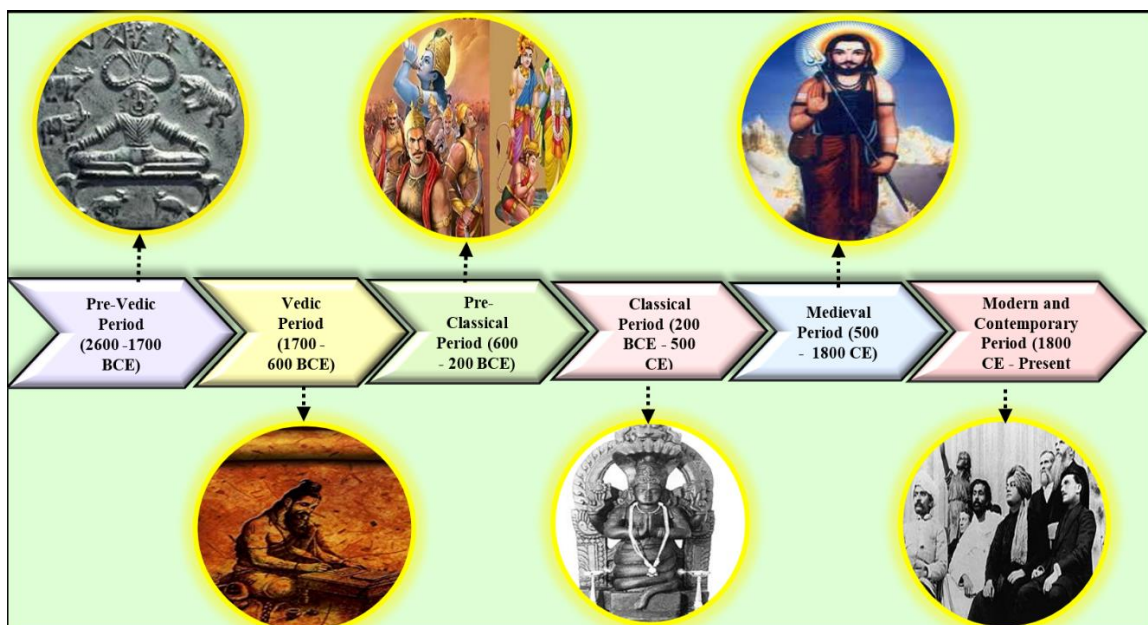 Pre-Vedic
Period
(2600 -1700
BCE)
Vedic
Period
(1700 -
600 BCE)
Pre-
Classical
Period (600
- 200 BCE)
Classical
Period (200
BCE - 500
CE)
Medieval
Period (500
- 1800 CE)
Modern and
Contemporary
Period (1800
CE - Present